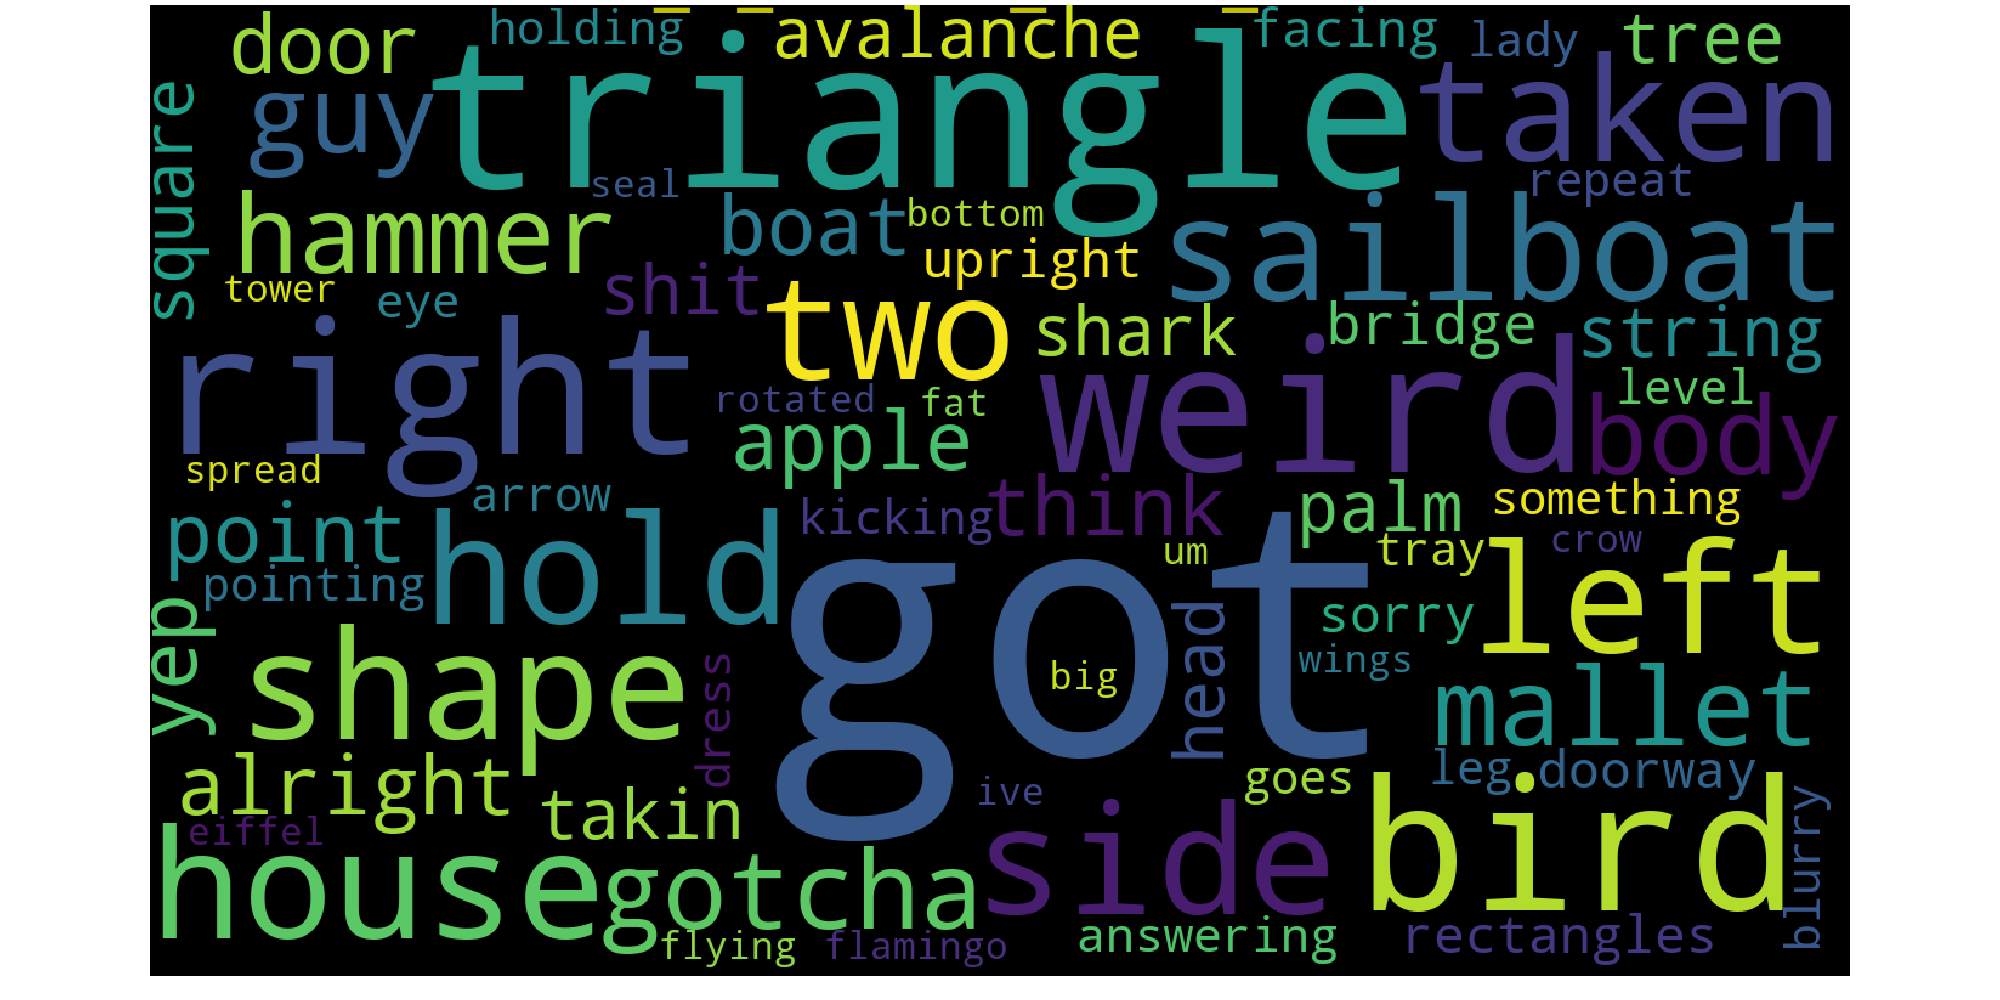 door
holding
avalanche
facing
lady
tree
square
guy
triangle
taken
seal
repeat
hammer
boat
bottom
sailboat
upright
tower
eye
shit
two
shark
bridge
string
right
weird
level
rotated
fat
body
apple
spread
arrow
kicking
think
palm
something
point
hold
got
um
tray
crow
left
pointing
yep
shape
dress
big
head
sorry
wings
mallet
alright
takin
ive
goes
leg
doorway
blurry
eiffel
house
gotcha
side
bird
flying
flamingo
answering
rectangles